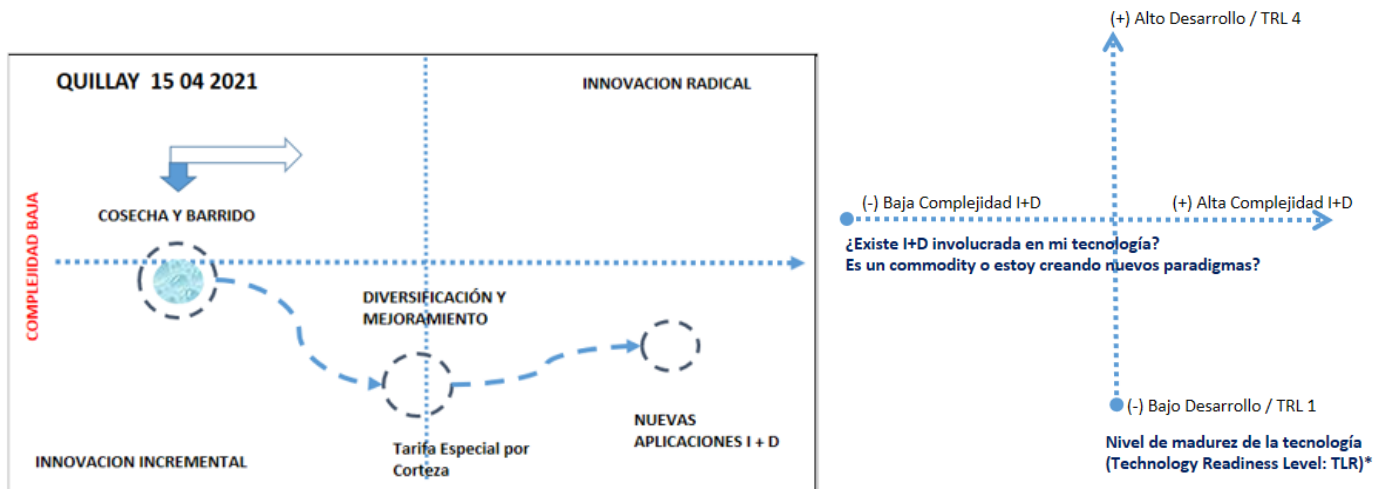 QUILLAY 15 04 2021
INNOVACION RADICAL
COMPLEJIDAD BAJA
COSECHA Y BARRIDO
DIVERSIFICACIÓN Y
MEJORAMIENTO
NUEVAS
APLICACIONES I + D
Tarifa Especial por
Corteza
INNOVACION INCREMENTAL
(+) Alto Desarrollo / TRL 4
(-) Baja Complejidad I+D
(+) Alta Complejidad I+D
¿Existe I+D involucrada en mi tecnología?
Es un commodity o estoy creando nuevos paradigmas?
(-) Bajo Desarrollo / TRL 1
Nivel de madurez de la tecnología
(Technology Readiness Level: TLR)*